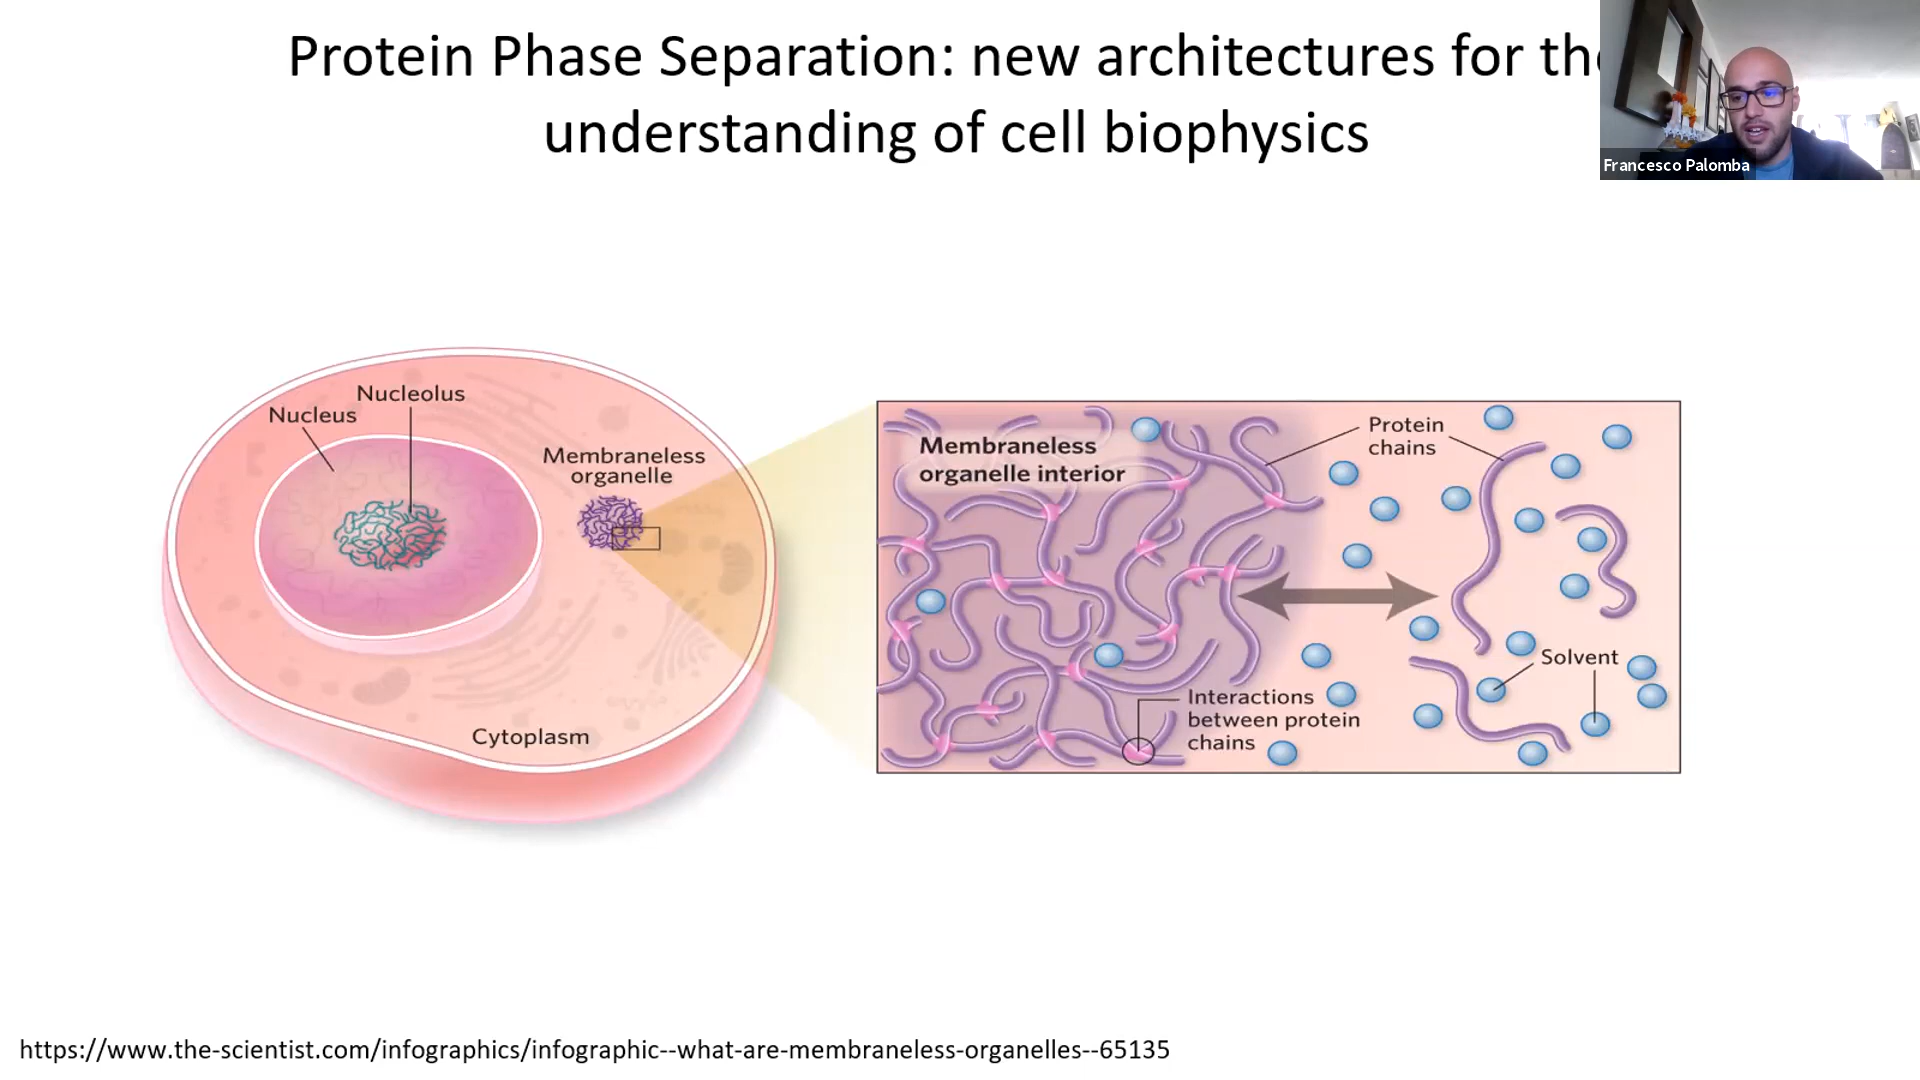 Protein Phase Separation: new architectures for the
understanding of cell biophysics
Francesco Palomba
Nucleolus
Nucleus
Membraneless
organelle
Cytoplasm
Membraneless
organelle interior
Protein
chains
Solvent
Interactions
between protein
chains
https://www.the-scientist.com/infographics/infographic--what-are-membraneless-organelles--65135